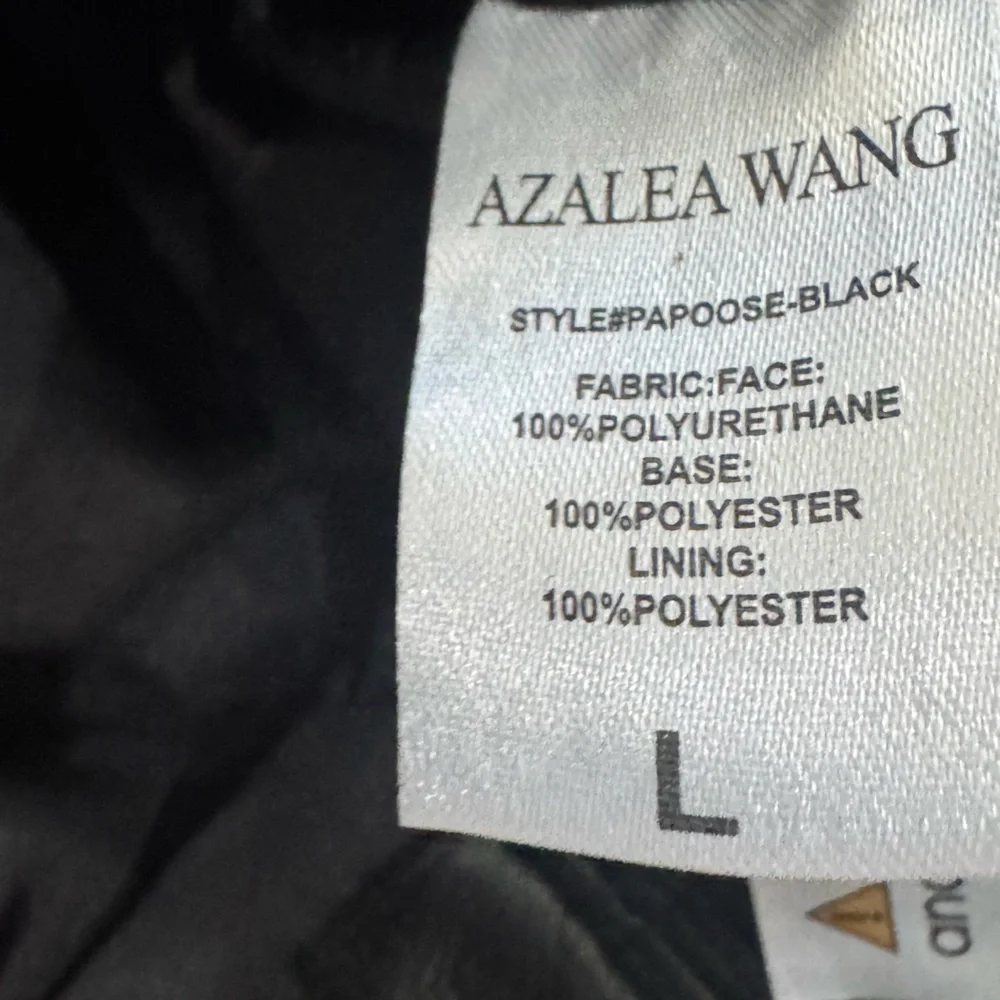 AZALEA WANG
STYLE#PAPOOSE-BLACK
FABRIC:FACE:
100%POLYURETHANE
BASE:
100%POLYESTER
LINING:
100%POLYESTER
L